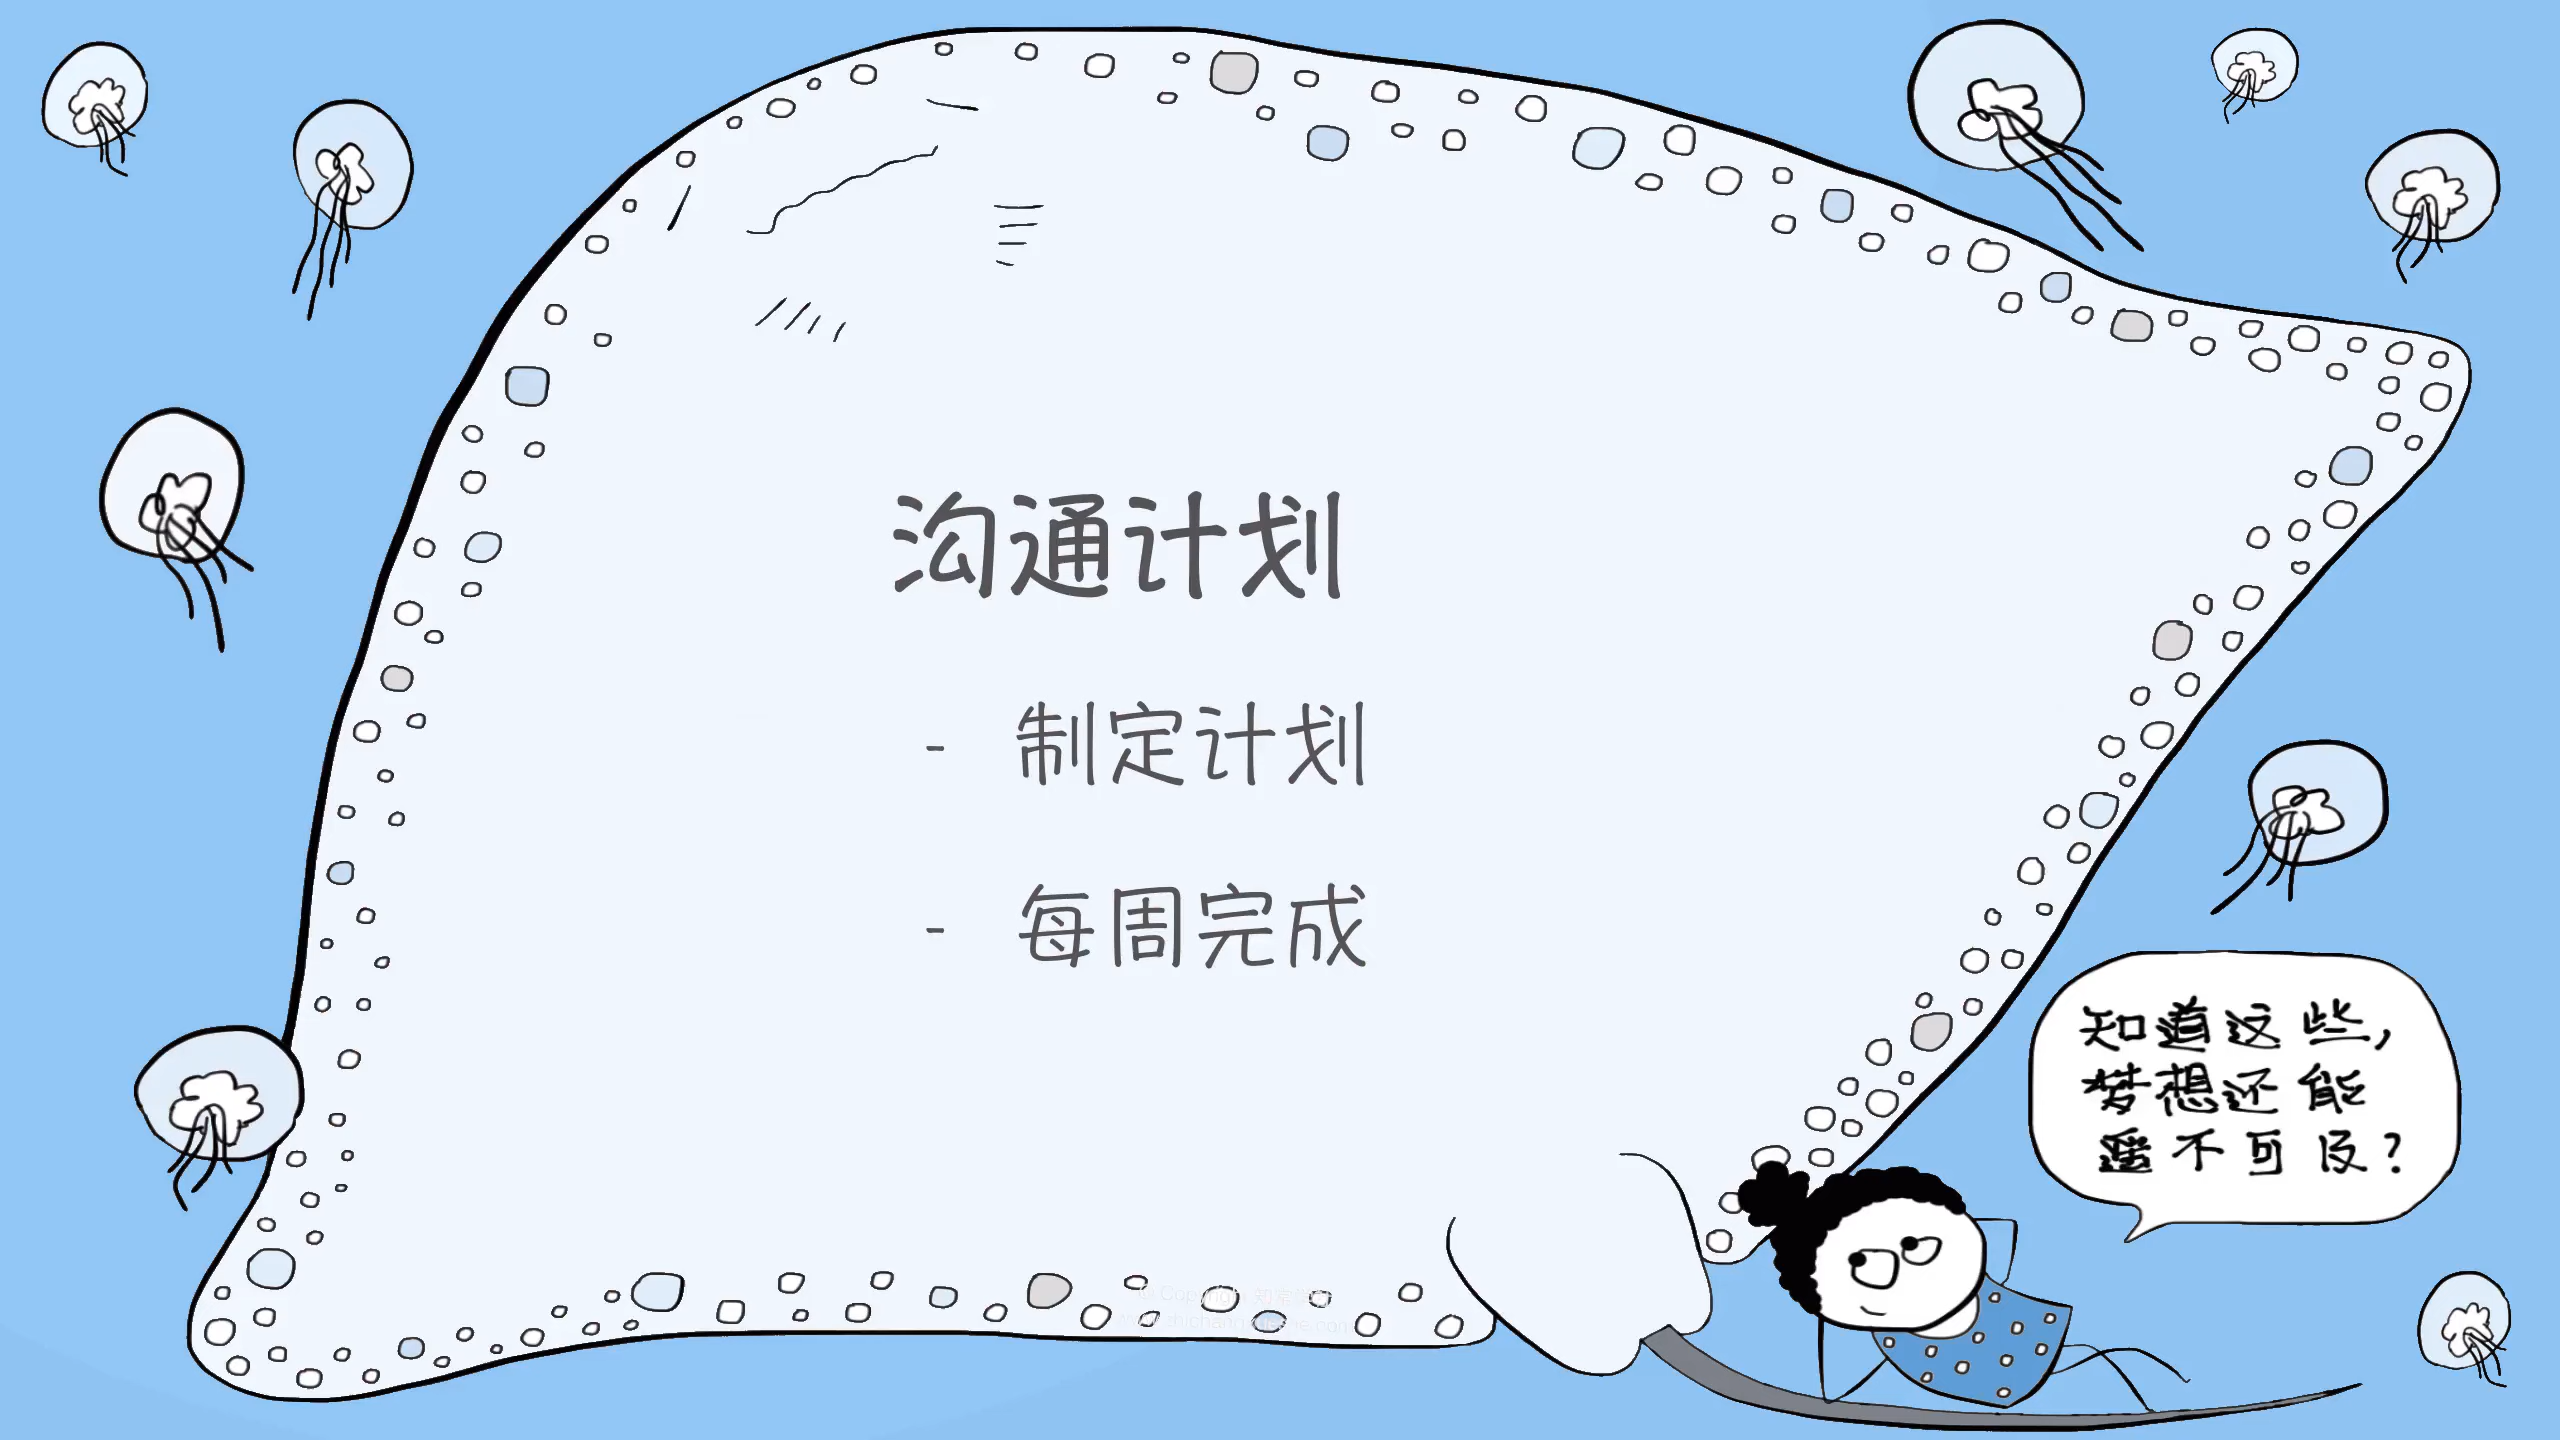 沟通计划
- 制定计划
- 每周完成
知道这些,
梦想还能
遥不可及?
© Copyright